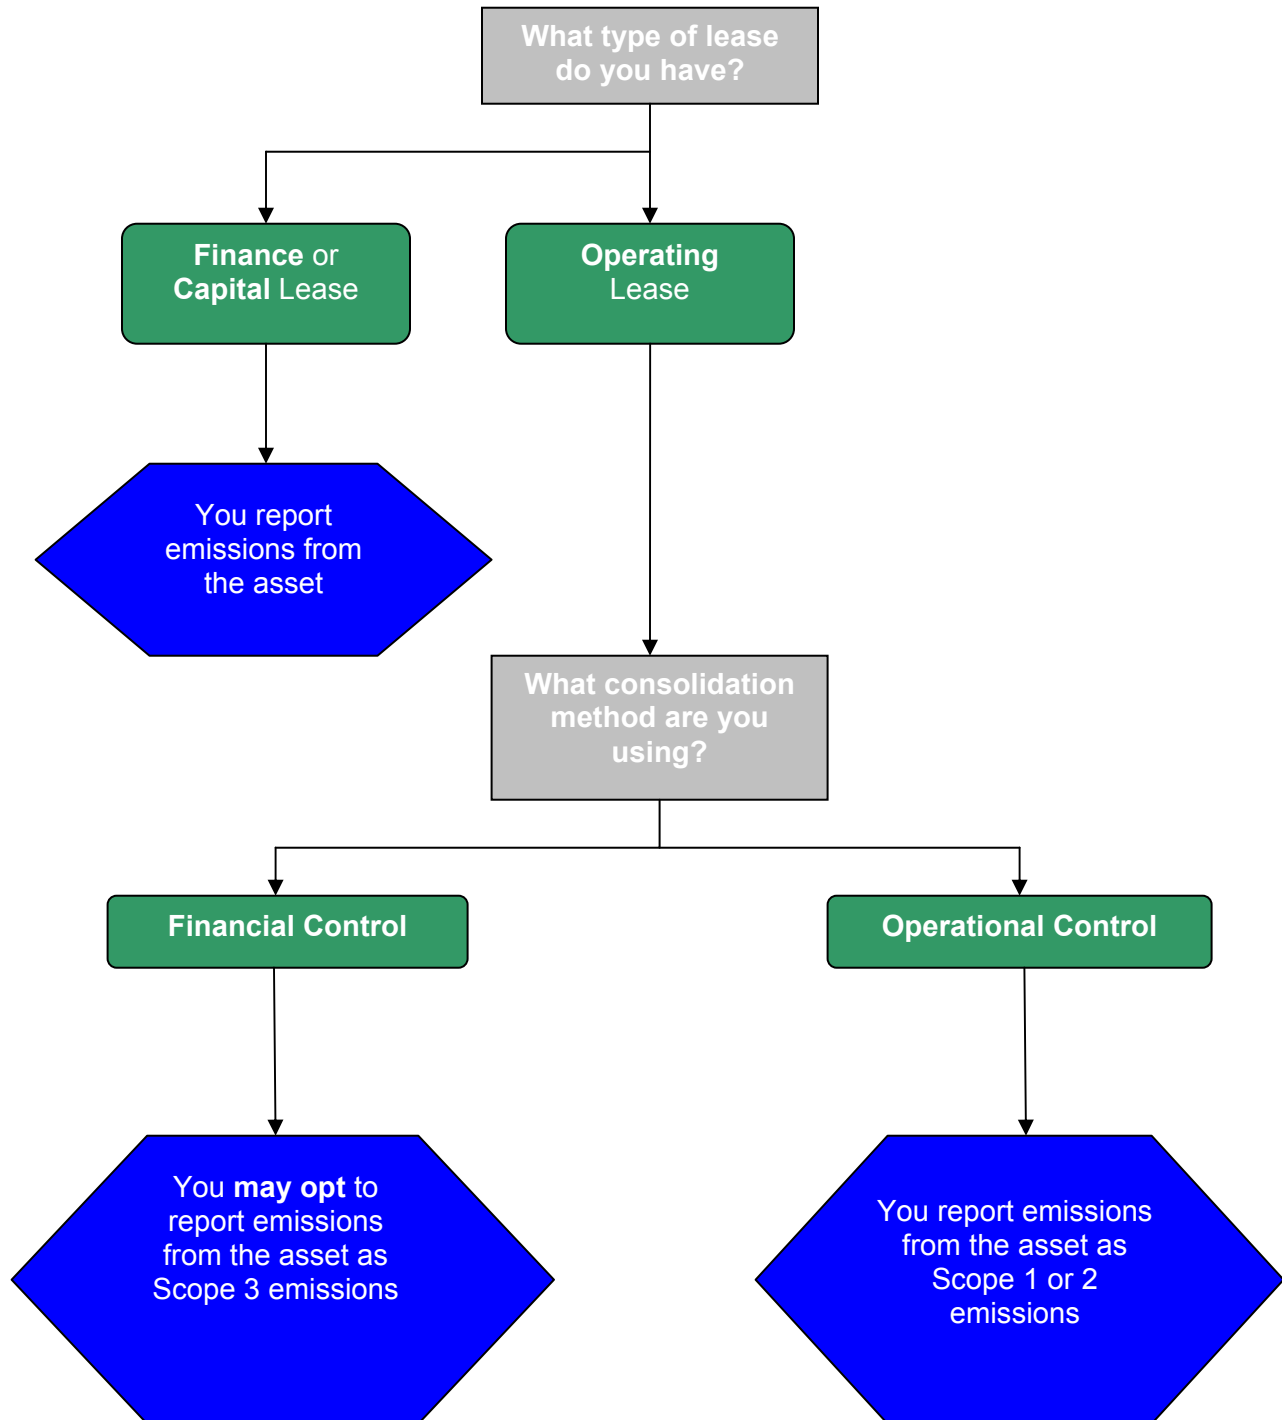 What type of lease
do you have?
Finance or
Capital Lease
Operating
Lease
You report
emissions from
the asset
What consolidation
method are you
using?
Financial Control
Operational Control
You may opt to
report emissions
from the asset as
Scope 3 emissions
You report emissions
from the asset as
Scope 1 or 2
emissions